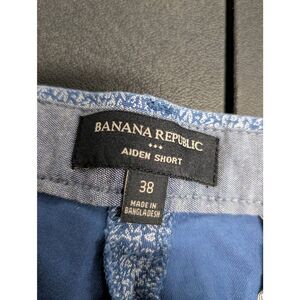 BANANA REPUBLIC
AIDEN SHORT
38
MADE IN
BANGLADESH